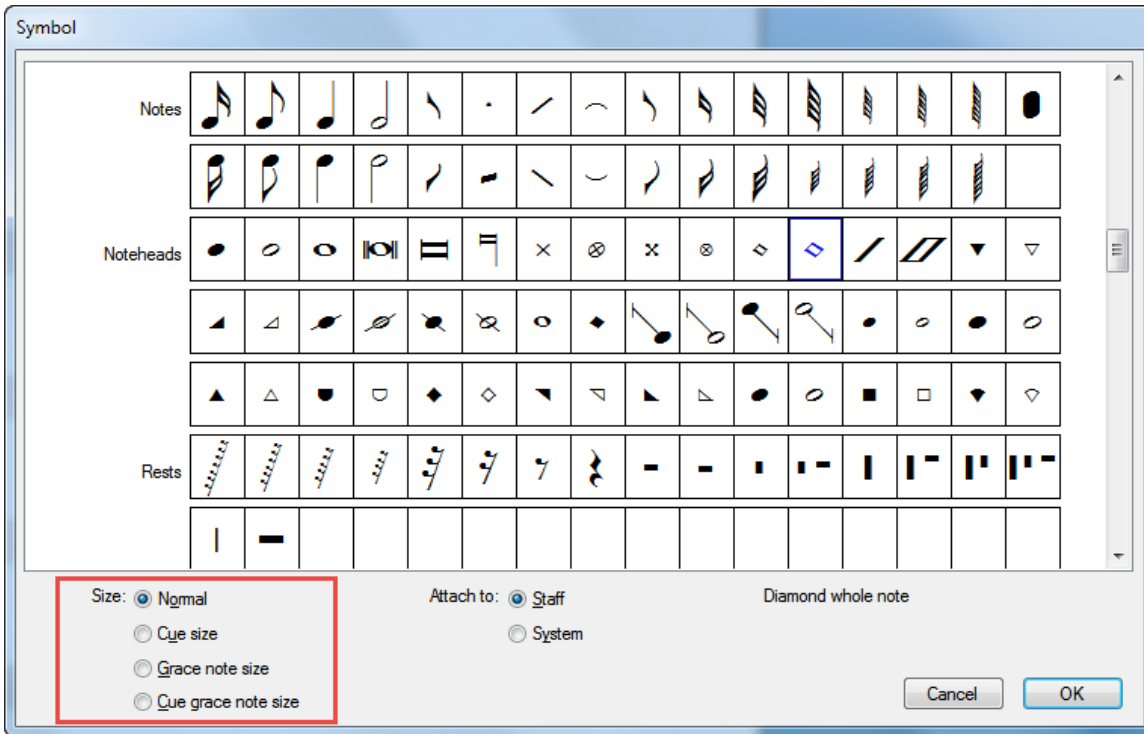 Symbol
Notes
Noteheads
Rests
Size: Normal Attach to: Staff Diamond whole note
Cue size System
Grace note size
Cue grace note size
Cancel OK